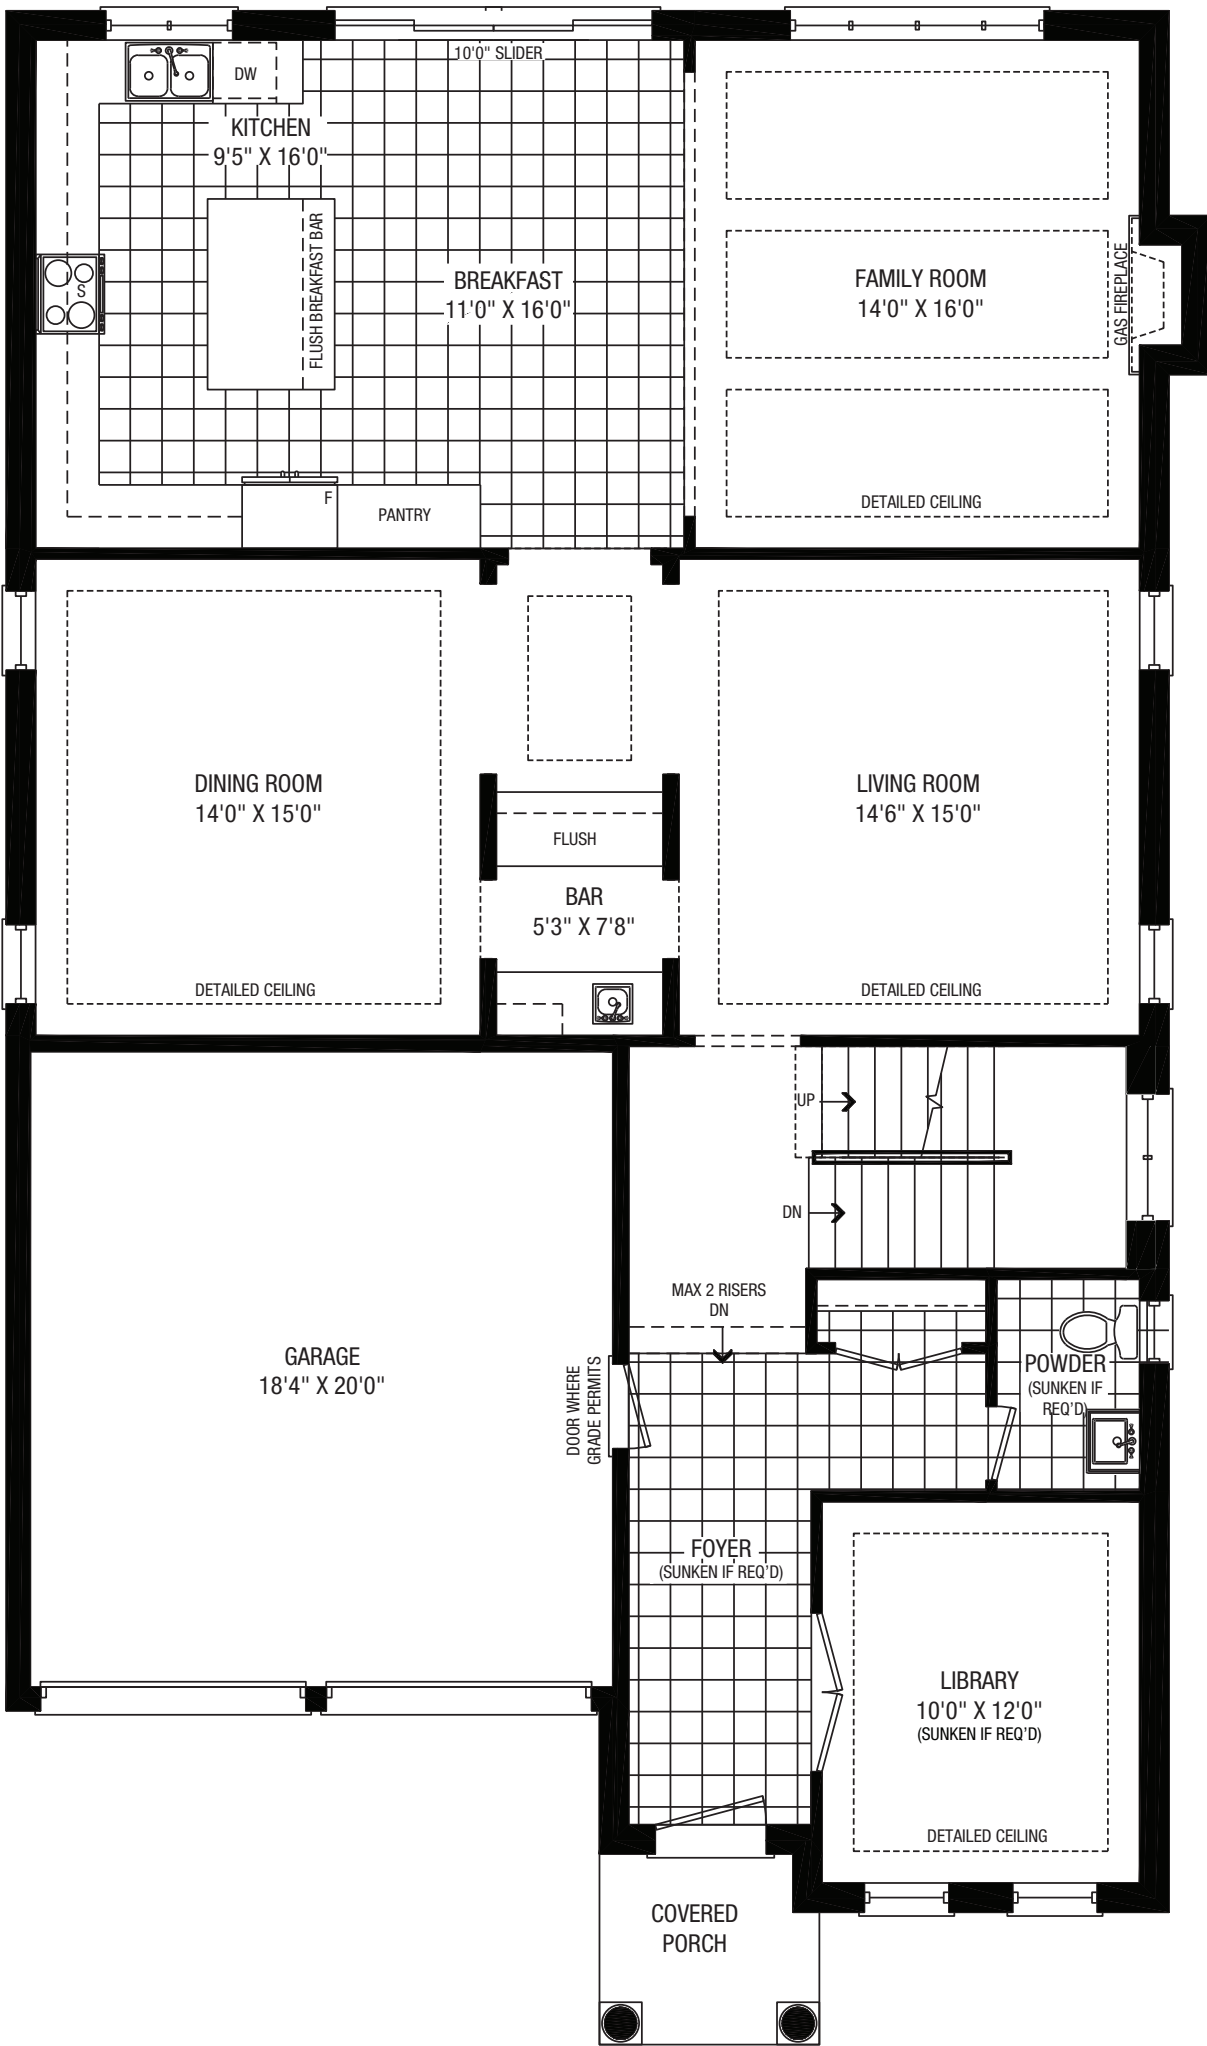 10'0" SLIDER
DW
KITCHEN
9'5" X 16'0"
FLUSH BREAKFAST BAR
S
BREAKFAST
11'0" X 16'0"
FAMILY ROOM
14'0" X 16'0"
GAS FIREPLACE
DETAILED CEILING
F
PANTRY
DINING ROOM
14'0" X 15'0"
DETAILED CEILING
FLUSH
BAR
5'3" X 7'8"
LIVING ROOM
14'6" X 15'0"
DETAILED CEILING
UP
DN
MAX 2 RISERS
DN
GARAGE
18'4" X 20'0"
DOOR WHERE
GRADE PERMITS
POWDER
(SUNKEN IF
REQ'D)
FOYER
(SUNKEN IF REQ'D)
LIBRARY
10'0" X 12'0"
(SUNKEN IF REQ'D)
DETAILED CEILING
COVERED
PORCH